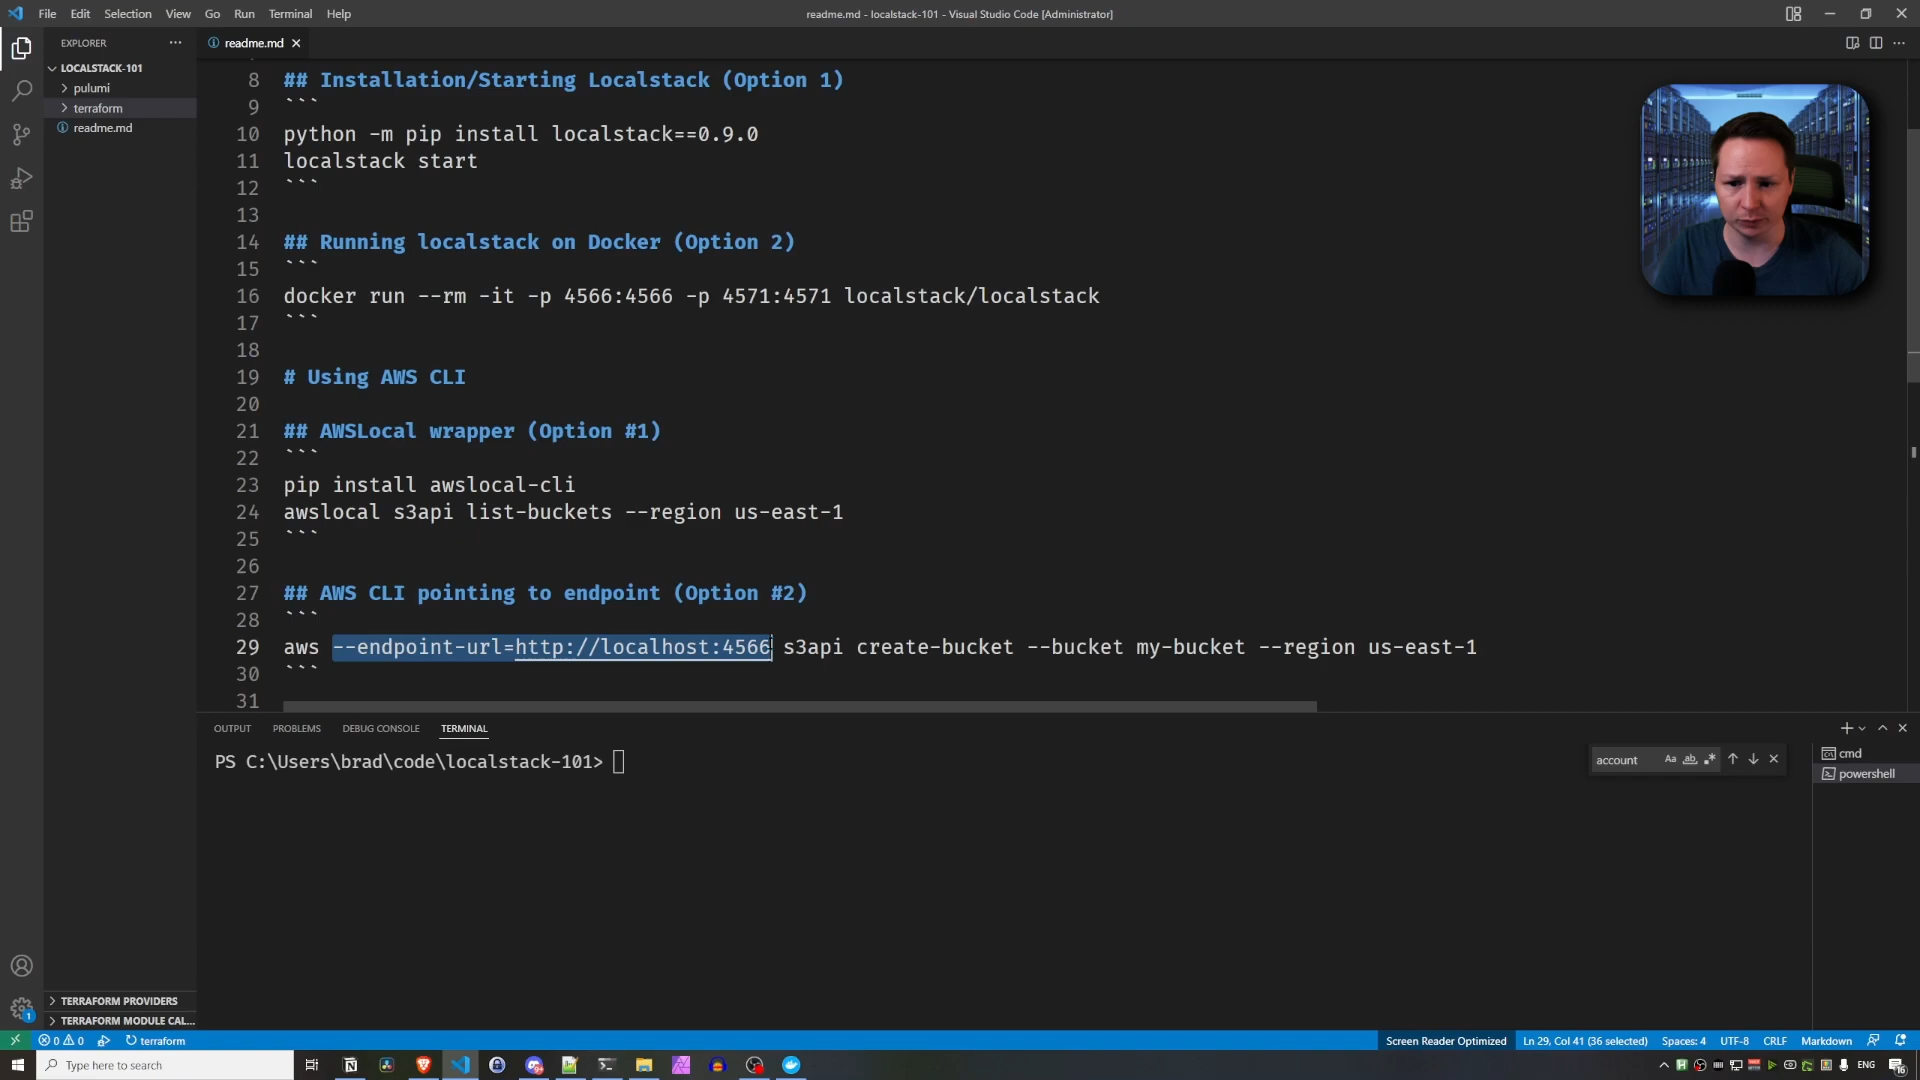 File Edit Selection View Go Run Terminal Help
readme.md - localstack-101 - Visual Studio Code [Administrator]
EXPLORER
readme.md
LOCALSTACK-101
pulumi
terraform
readme.md
8 ## Installation/Starting Localstack (Option 1)
9 ```
10 python -m pip install localstack==0.9.0
11 localstack start
12 ```
13
14 ## Running localstack on Docker (Option 2)
15 ```
16 docker run --rm -it -p 4566:4566 -p 4571:4571 localstack/localstack
17 ```
18
19 # Using AWS CLI
20
21 ## AWSLocal wrapper (Option #1)
22 ```
23 pip install awslocal-cli
24 awslocal s3api list-buckets --region us-east-1
25 ```
26
27 ## AWS CLI pointing to endpoint (Option #2)
28 ```
29 aws --endpoint-url=http://localhost:4566 s3api create-bucket --bucket my-bucket --region us-east-1
30 ```
31
OUTPUT PROBLEMS DEBUG CONSOLE TERMINAL
PS C:\Users\brad\code\localstack-101>
account Aa ab
cmd
powershell
TERRAFORM PROVIDERS
TERRAFORM MODULE CAL...
1
0 0 terraform
Screen Reader Optimized Ln 29, Col 41 (36 selected) Spaces: 4 UTF-8 CRLF Markdown
Type here to search
ENG
16